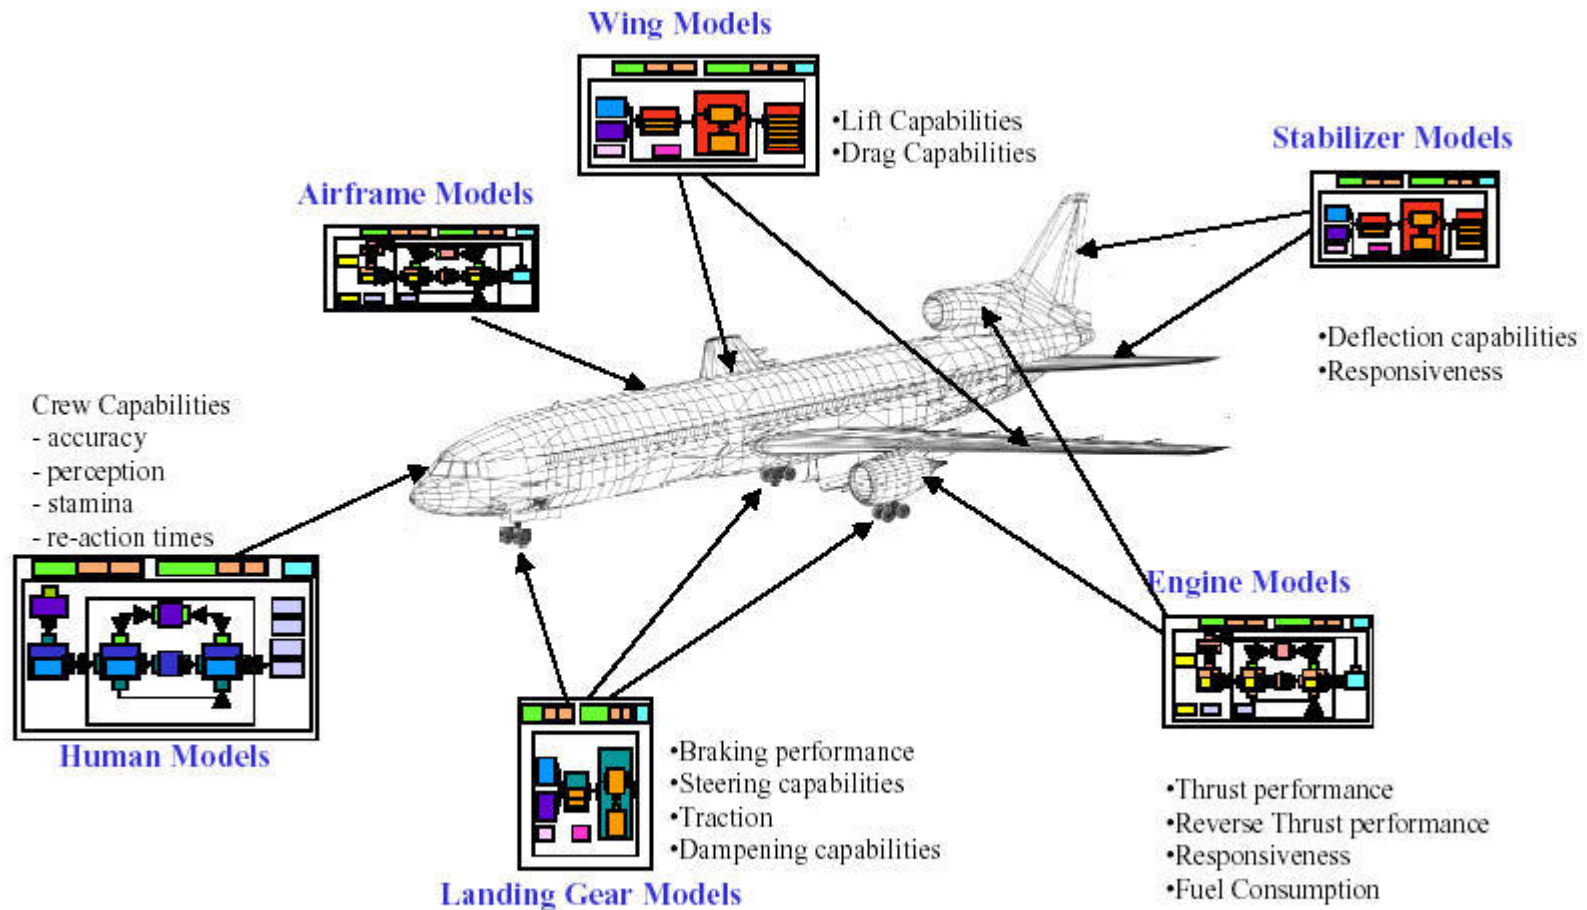 Wing Models
•Lift Capabilities
•Drag Capabilities
Stabilizer Models
•Deflection capabilities
•Responsiveness
Airframe Models
Crew Capabilities
- accuracy
- perception
- stamina
- re-action times
Human Models
Engine Models
•Thrust performance
•Reverse Thrust performance
•Responsiveness
•Fuel Consumption
•Braking performance
•Steering capabilities
•Traction
•Dampening capabilities
Landing Gear Models